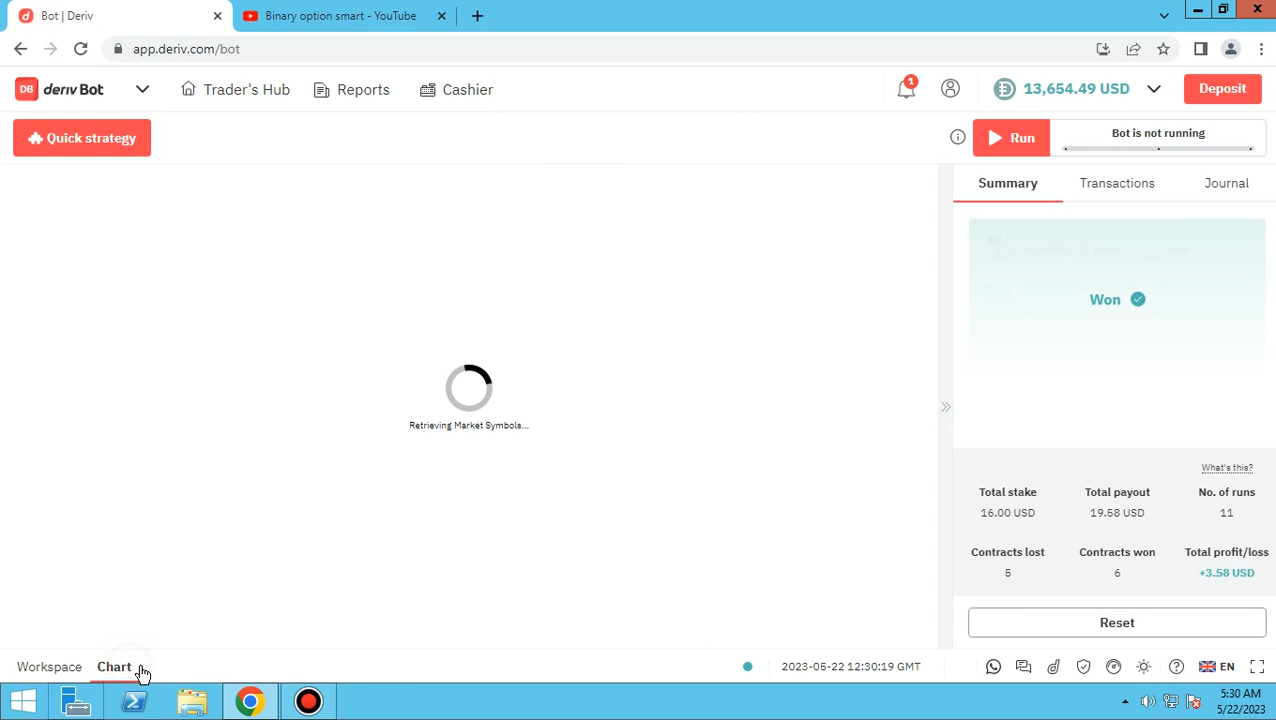 Bot | Deriv
Binary option smart - YouTube
app.deriv.com/bot
DB deriv Bot
Trader's Hub
Reports
Cashier
1
13,654.49 USD
Deposit
Quick strategy
Run
Bot is not running
Summary
Transactions
Journal
Won
Retrieving Market Symbols...
What's this?
Total stake
Total payout
No. of runs
16.00 USD
19.58 USD
11
Contracts lost
Contracts won
Total profit/loss
5
6
+3.58 USD
Reset
Workspace
Chart
2023-05-22 12:30:19 GMT
EN
5:30 AM
5/22/2023